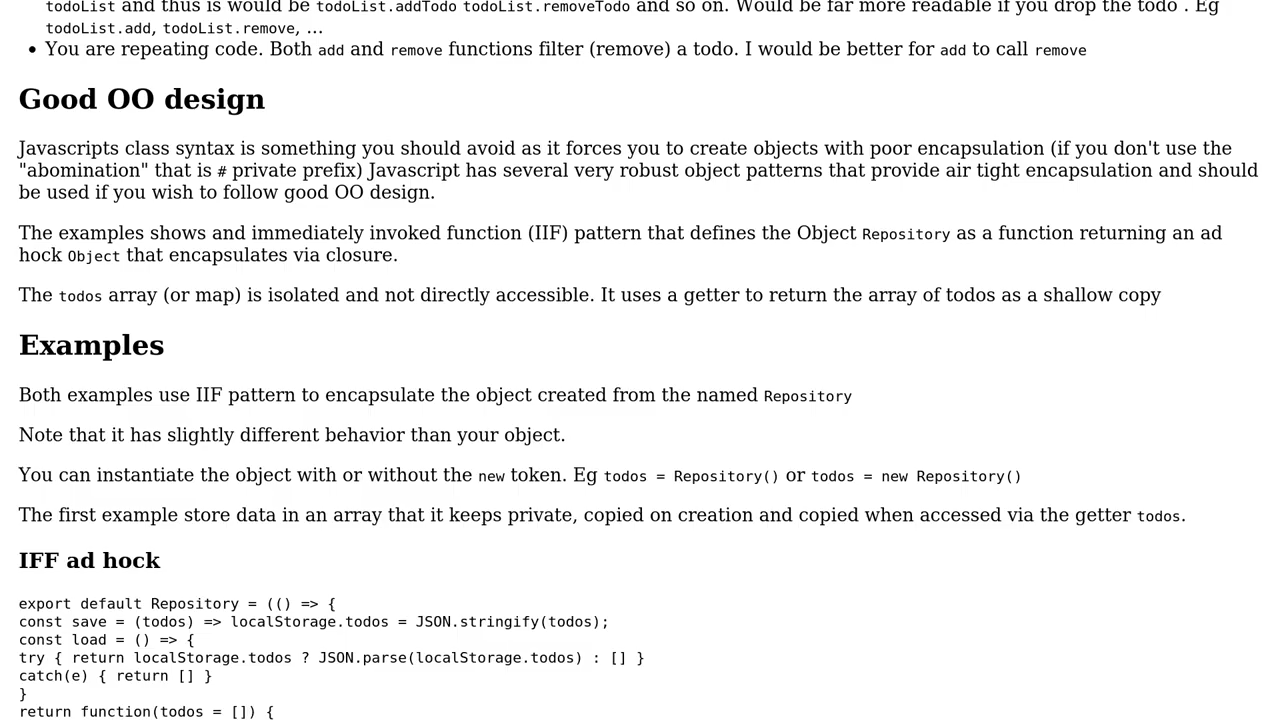 todoList and thus is would be todoList.addTodo todoList.removeTodo and so on. Would be far more readable if you drop the todo . Eg
todoList.add, todoList.remove, ...
• You are repeating code. Both add and remove functions filter (remove) a todo. I would be better for add to call remove
Good OO design
Javascripts class syntax is something you should avoid as it forces you to create objects with poor encapsulation (if you don't use the
"abomination" that is # private prefix) Javascript has several very robust object patterns that provide air tight encapsulation and should
be used if you wish to follow good OO design.
The examples shows and immediately invoked function (IIF) pattern that defines the Object Repository as a function returning an ad
hock Object that encapsulates via closure.
The todos array (or map) is isolated and not directly accessible. It uses a getter to return the array of todos as a shallow copy
Examples
Both examples use IIF pattern to encapsulate the object created from the named Repository
Note that it has slightly different behavior than your object.
You can instantiate the object with or without the new token. Eg todos = Repository() or todos = new Repository()
The first example store data in an array that it keeps private, copied on creation and copied when accessed via the getter todos.
IFF ad hock
export default Repository = (() => {
const save = (todos) => localStorage.todos = JSON.stringify(todos);
const load = () => {
try { return localStorage.todos ? JSON.parse(localStorage.todos) : [] }
catch(e) { return [] }
}
return function(todos = []) {